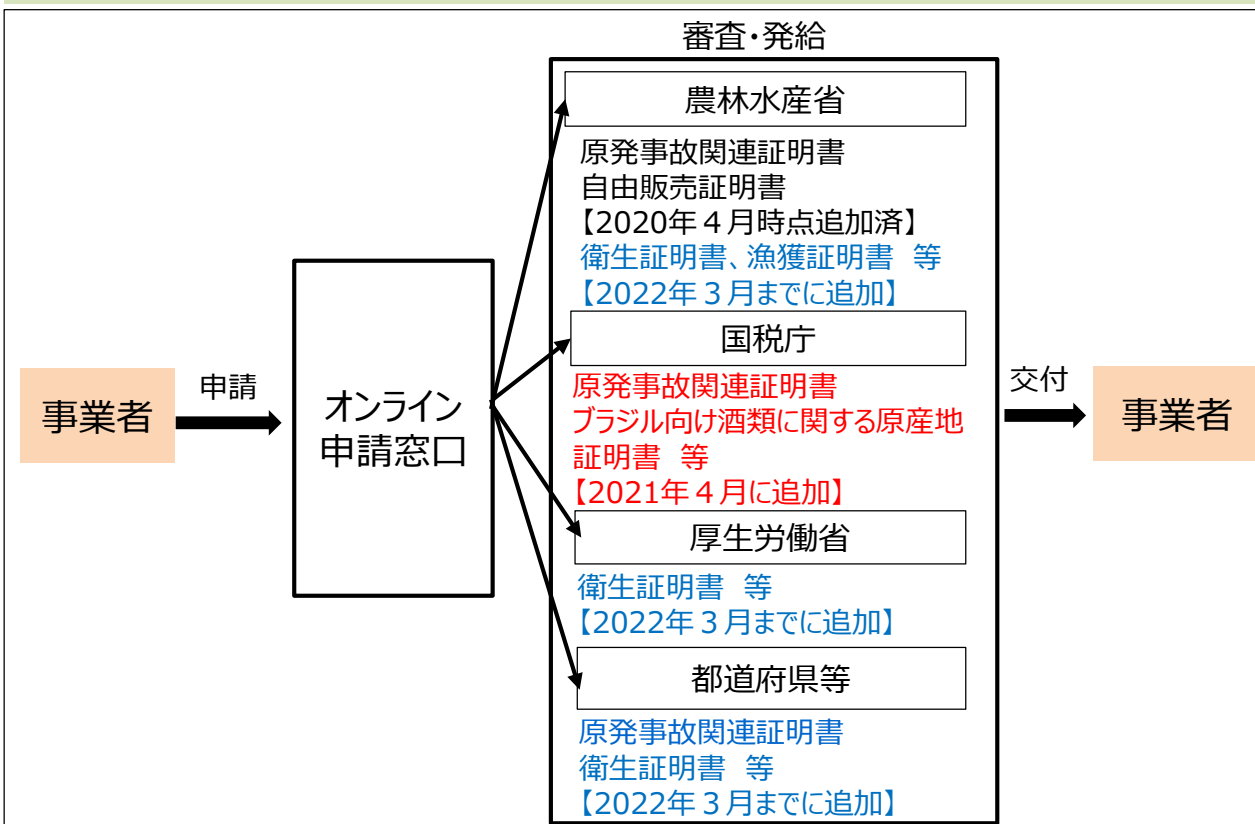 審査・発給
農林水産省
原発事故関連証明書
自由販売証明書
【2020年４月時点追加済】
衛生証明書、漁獲証明書 等
【2022年３月までに追加】
国税庁
原発事故関連証明書
ブラジル向け酒類に関する原産地
証明書 等
【2021年４月に追加】
厚生労働省
衛生証明書 等
【2022年３月までに追加】
都道府県等
原発事故関連証明書
衛生証明書 等
【2022年３月までに追加】
事業者
申請
オンライン
申請窓口
交付
事業者